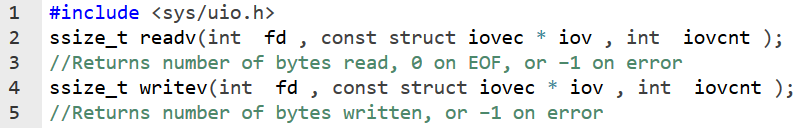 1 #include <sys/uio.h>
2 ssize_t readv(int  fd , const struct iovec * iov , int  iovcnt );
3 //Returns number of bytes read, 0 on EOF, or –1 on error
4 ssize_t writev(int  fd , const struct iovec * iov , int  iovcnt );
5 //Returns number of bytes written, or –1 on error